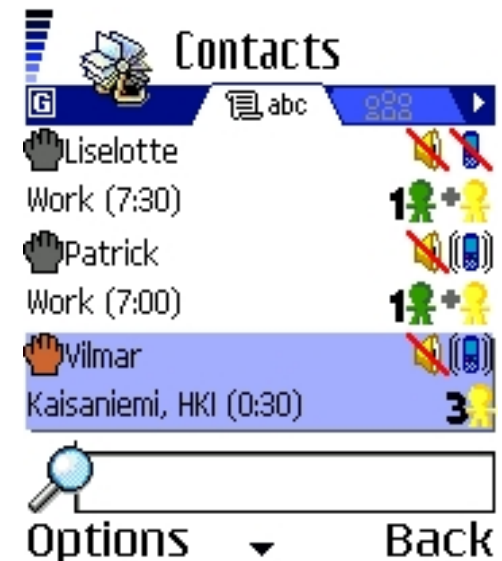 Contacts
G abc
Liselotte
Work (7:30) 1 +
Patrick
Work (7:00) 1 +
Vilmar
Kaisaniemi, HKI (0:30) 3
Options Back